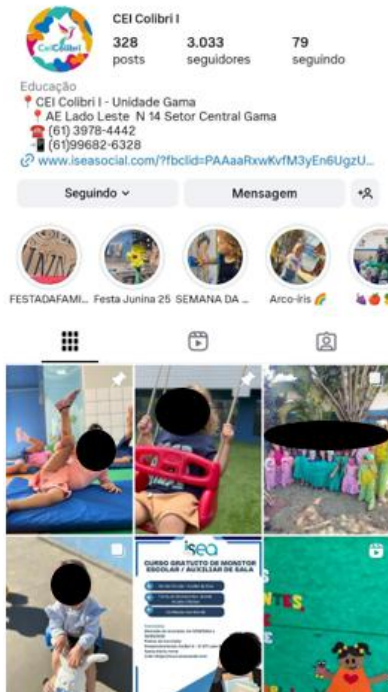 CEI Colibri I
328 3.033 79
posts seguidores seguindo
CeiColibri
Educação
CEI Colibri I - Unidade Gama
AE Lado Leste N 14 Setor Central Gama
(61) 3978-4442
(61)99682-6328
www.iseasocial.com/?fbclid=PAAaaRxwKvfM3yEn6UgzU...
Seguindo Mensagem
FESTADAFAMI... Festa Junina 25 SEMANA DA ... Arco-íris
isea
CURSO GRATUITO DE MONITOR
ESCOLAR / AUXILIAR DE SALA